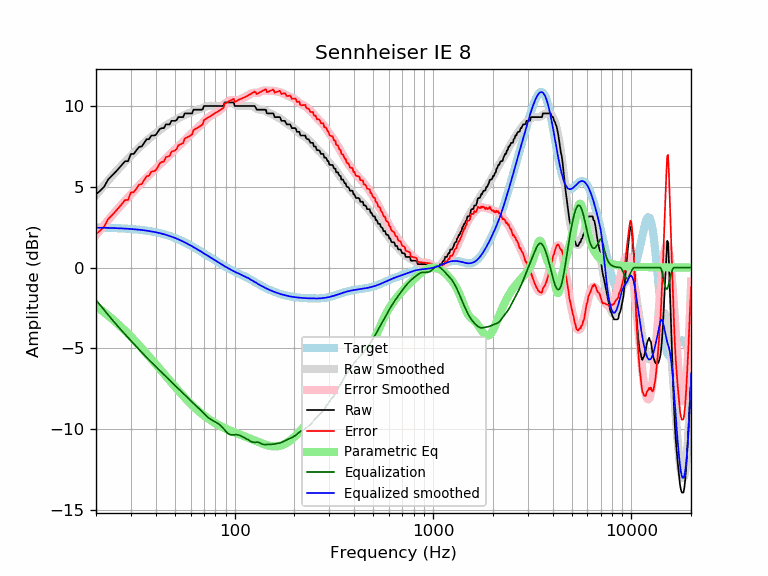 Sennheiser IE 8
Amplitude (dBr)
10
5
0
−5
−10
−15
Target
Raw Smoothed
Error Smoothed
Raw
Error
Parametric Eq
Equalization
Equalized smoothed
100
1000
10000
Frequency (Hz)